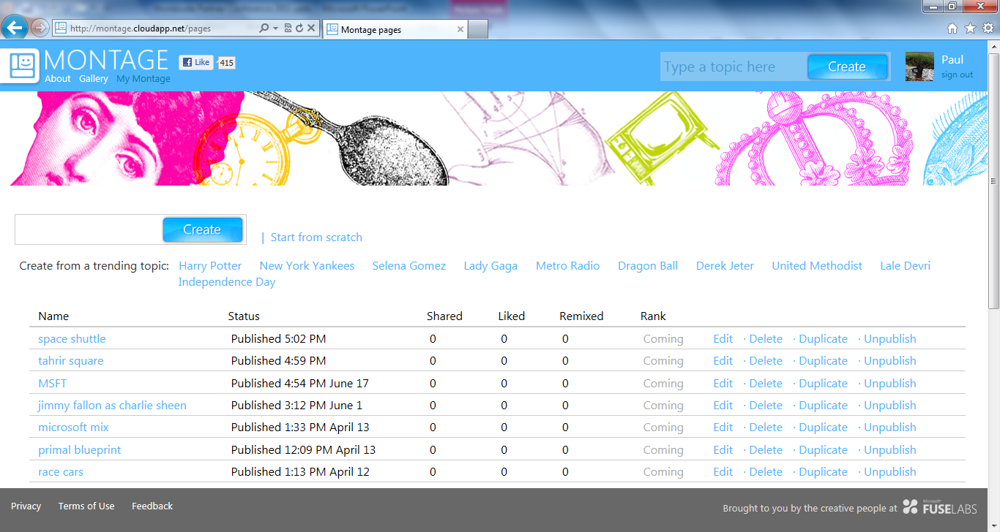 http://montage.cloudapp.net/pages
Montage pages
MONTAGE
Like 415
About Gallery My Montage
Type a topic here Create
Paul
sign out
Create | Start from scratch
Create from a trending topic: Harry Potter New York Yankees Selena Gomez Lady Gaga Metro Radio Dragon Ball Derek Jeter United Methodist Lale Devri
Independence Day
Name Status Shared Liked Remixed Rank
space shuttle Published 5:02 PM 0 0 0 Coming Edit · Delete · Duplicate · Unpublish
tahrir square Published 4:59 PM 0 0 0 Coming Edit · Delete · Duplicate · Unpublish
MSFT Published 4:54 PM June 17 0 0 0 Coming Edit · Delete · Duplicate · Unpublish
jimmy fallon as charlie sheen Published 3:12 PM June 1 0 0 0 Coming Edit · Delete · Duplicate · Unpublish
microsoft mix Published 1:33 PM April 13 0 0 0 Coming Edit · Delete · Duplicate · Unpublish
primal blueprint Published 12:09 PM April 13 0 0 0 Coming Edit · Delete · Duplicate · Unpublish
race cars Published 1:13 PM April 12 0 0 0 Coming Edit · Delete · Duplicate · Unpublish
Privacy Terms of Use Feedback
Brought to you by the creative people at Microsoft FUSELABS